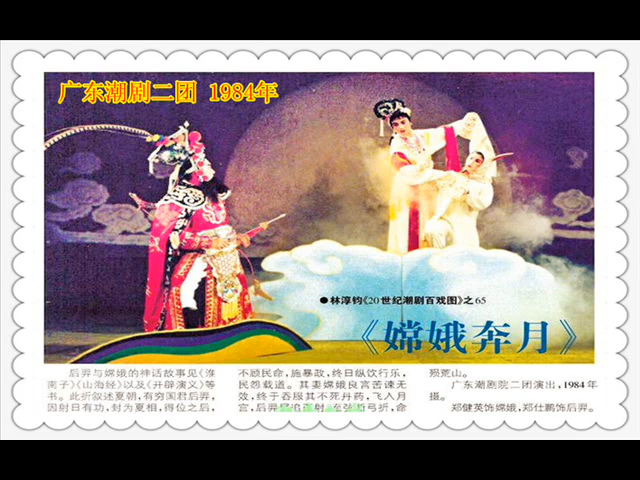 广东潮剧二团 1984年
●林淳钧《20世纪潮剧百戏图》之65
《嫦娥奔月》
后羿与嫦娥的神话故事见《淮
南子》《山海经》以及《开辟演义》等
书。此折叙述夏朝,有穷国君后羿,
因射日有功,封为夏相,得位之后,
不顾民命,施暴政,终日纵饮行乐,
民怨载道。其妻嫦娥良言苦谏无
效,终于吞服其不死丹药,飞入月
宫,后羿 弓折,命
殒荒山。
广东潮剧院二团演出,1984年
摄。
郑健英饰嫦娥,郑仕鹏饰后羿。